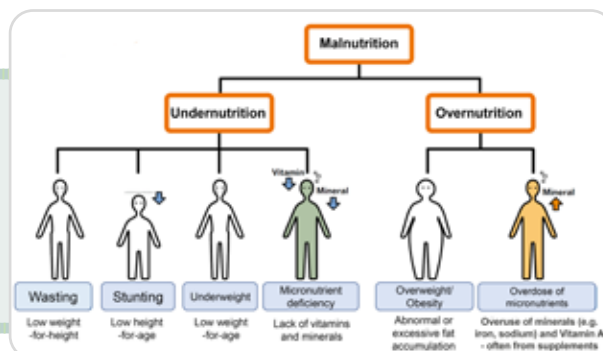 Malnutrition
Undernutrition
Overnutrition
Vitamin
Mineral
Mineral
Wasting
Low weight
-for-height
Stunting
Low height
-for-age
Underweight
Low weight
-for-age
Micronutrient
deficiency
Lack of vitamins
and minerals
Overweight/
Obesity
Abnormal or
excessive fat
accumulation
Overdose of
micronutrients
Overuse of minerals (e.g.
iron, sodium) and Vitamin A
- often from supplements